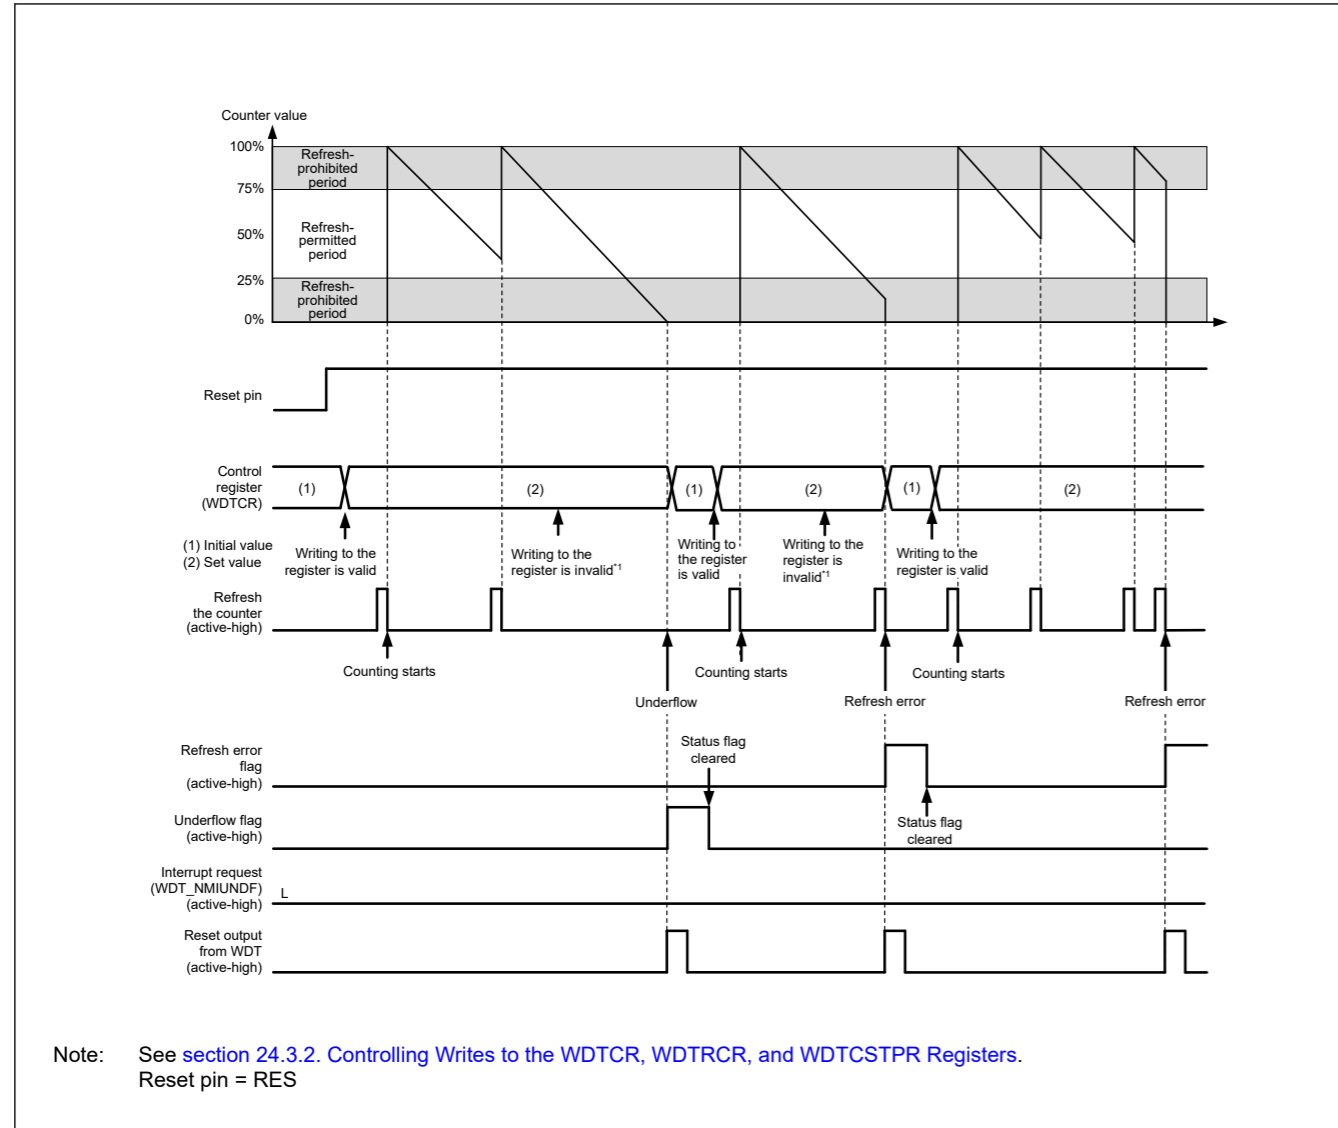 Counter value
100%
Refresh-
prohibited
period
75%
50%
Refresh-
permitted
period
25%
Refresh-
prohibited
period
0%
Reset pin
Control
register
(WDTCR)
(1)
(2)
(1)
(2)
(1)
(2)
(1) Initial value
(2) Set value
Writing to the
register is valid
Writing to the
register is invalid*1
Writing to
the register
is valid
Writing to the
register is
invalid*1
Writing to the
register is valid
Refresh
the counter
(active-high)
Counting starts
Counting starts
Counting starts
Underflow
Refresh error
Refresh error
Refresh error
flag
(active-high)
Status flag
cleared
Underflow flag
(active-high)
Status flag
cleared
Interrupt request
(WDT_NMIUNDF)
(active-high)
L
Reset output
from WDT
(active-high)
Note: See section 24.3.2. Controlling Writes to the WDTCR, WDTRCR, and WDTCSTPR Registers.
Reset pin = RES